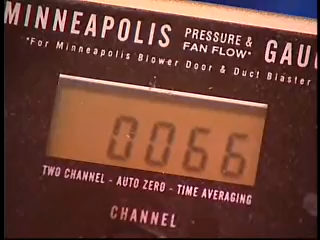 MINNEAPOLIS PRESSURE & FAN FLOW* GAU
*For Minneapolis Blower Door & Duct Blaster
0066
TWO CHANNEL - AUTO ZERO - TIME AVERAGING
CHANNEL